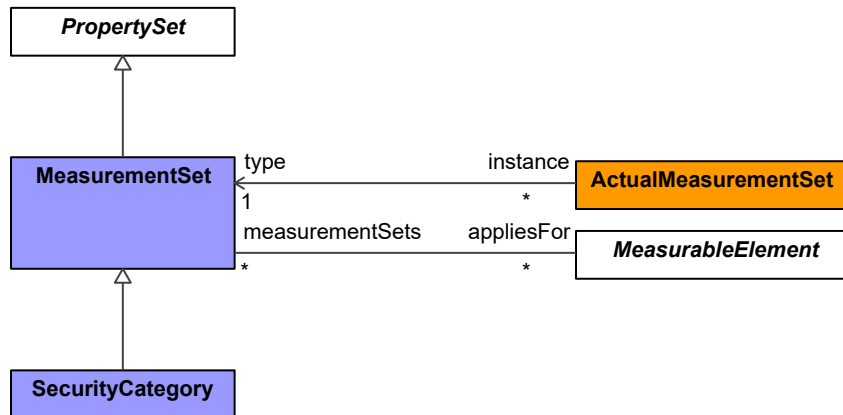 PropertySet
MeasurementSet
type
instance
1
*
ActualMeasurementSet
measurementSets
appliesFor
*
*
MeasurableElement
SecurityCategory